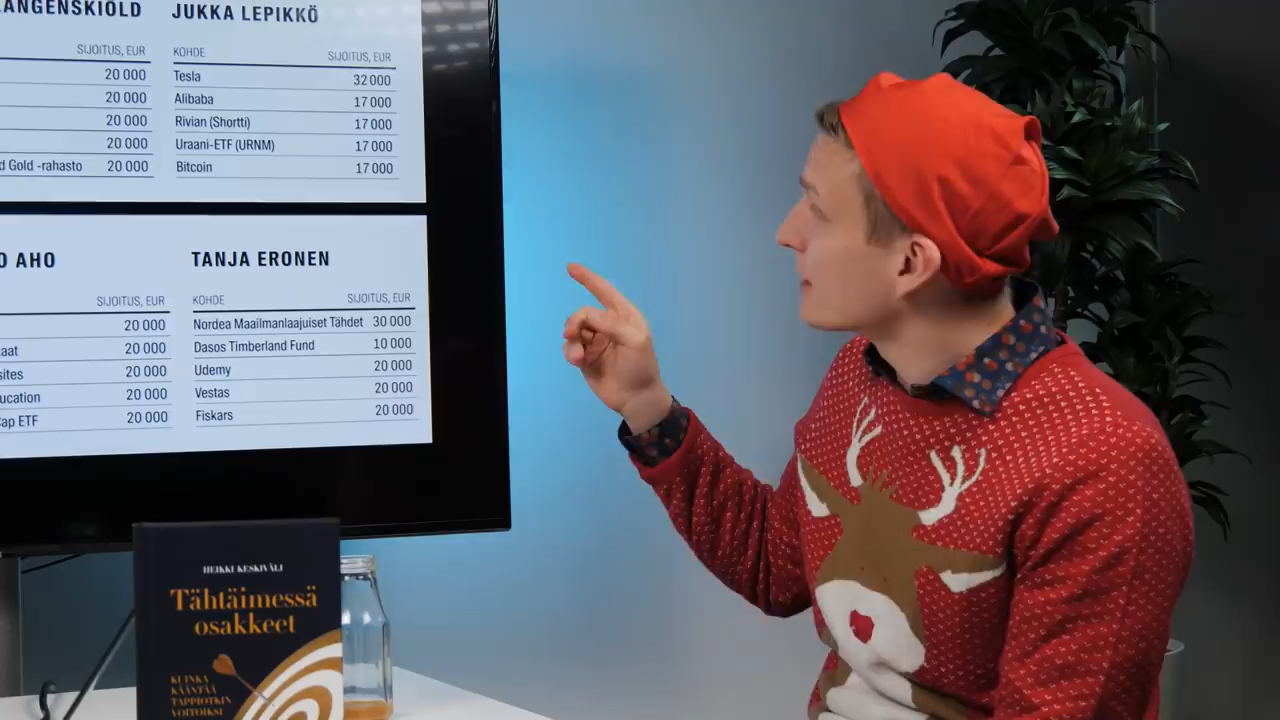 ANGENSKIÖLD
SIJOITUS, EUR
20 000
20 000
20 000
20 000
d Gold -rahasto 20 000
JUKKA LEPIKKÖ
KOHDE SIJOITUS, EUR
Tesla 32 000
Alibaba 17 000
Rivian (Shortti) 17 000
Uraani-ETF (URNM) 17 000
Bitcoin 17 000
O AHO
SIJOITUS, EUR
20 000
aat 20 000
sites 20 000
ucation 20 000
Cap ETF 20 000
TANJA ERONEN
KOHDE SIJOITUS, EUR
Nordea Maailmanlaajuiset Tähdet 30 000
Dasos Timberland Fund 10 000
Udemy 20 000
Vestas 20 000
Fiskars 20 000
HEIKKI KESKIVÄLI
Tähtäimessä
osakkeet
KUINKA
KÄÄNTÄÄ
TAPPIOTKIN
VOITOIKSI